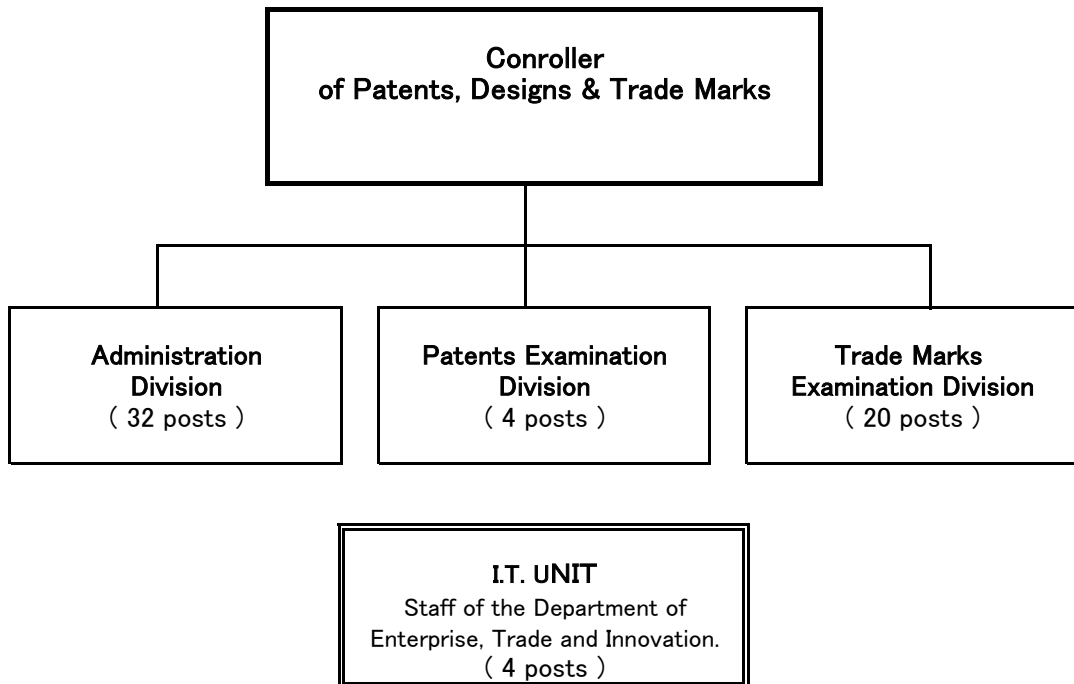 Conroller
of Patents, Designs & Trade Marks
Administration
Division
( 32 posts )
Patents Examination
Division
( 4 posts )
Trade Marks
Examination Division
( 20 posts )
I.T. UNIT
Staff of the Department of
Enterprise, Trade and Innovation.
( 4 posts )